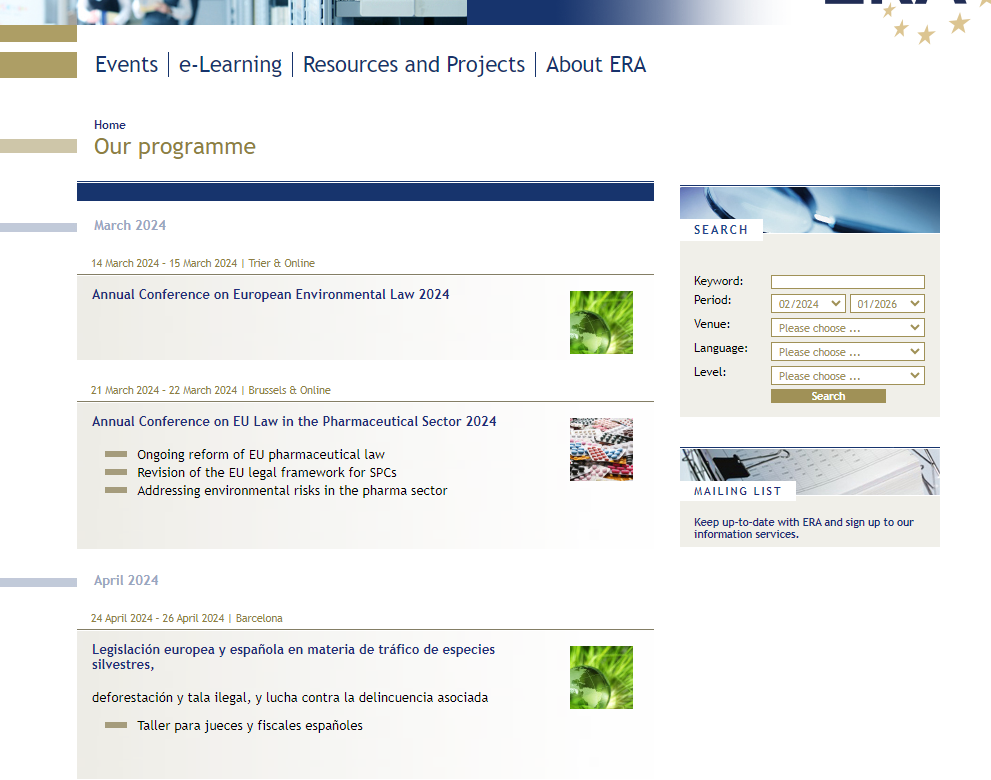 ERA
Events | e-Learning | Resources and Projects | About ERA
Home
Our programme
March 2024
14 March 2024 - 15 March 2024 | Trier & Online
Annual Conference on European Environmental Law 2024
21 March 2024 - 22 March 2024 | Brussels & Online
Annual Conference on EU Law in the Pharmaceutical Sector 2024
Ongoing reform of EU pharmaceutical law
Revision of the EU legal framework for SPCs
Addressing environmental risks in the pharma sector
April 2024
24 April 2024 - 26 April 2024 | Barcelona
Legislación europea y española en materia de tráfico de especies
silvestres,
deforestación y tala ilegal, y lucha contra la delincuencia asociada
Taller para jueces y fiscales españoles
SEARCH
Keyword:
Period: 02/2024 01/2026
Venue: Please choose ...
Language: Please choose ...
Level: Please choose ...
Search
MAILING LIST
Keep up-to-date with ERA and sign up to our
information services.